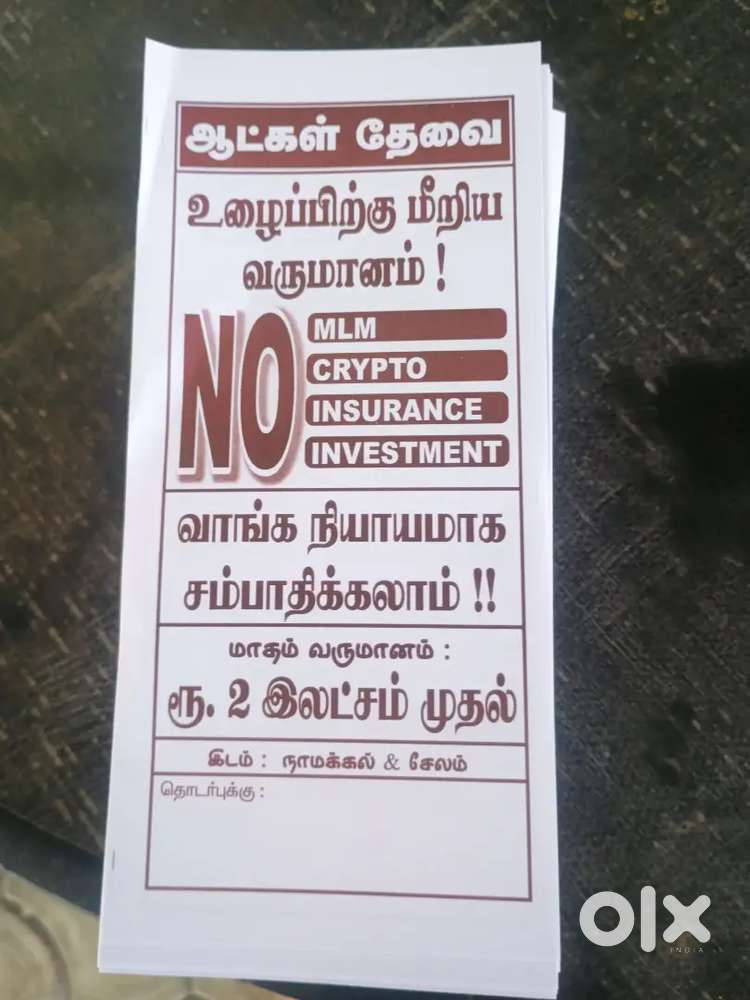 ஆட்கள் தேவை
உழைப்பிற்கு மீறிய
வருமானம் !
NO
MLM
CRYPTO
INSURANCE
INVESTMENT
வாங்க நியாயமாக
சம்பாதிக்கலாம் !!
மாதம் வருமானம் :
ரூ. 2 இலட்சம் முதல்
இடம் : நாமக்கல் & சேலம்
தொடர்புக்கு :
olx
INDIA